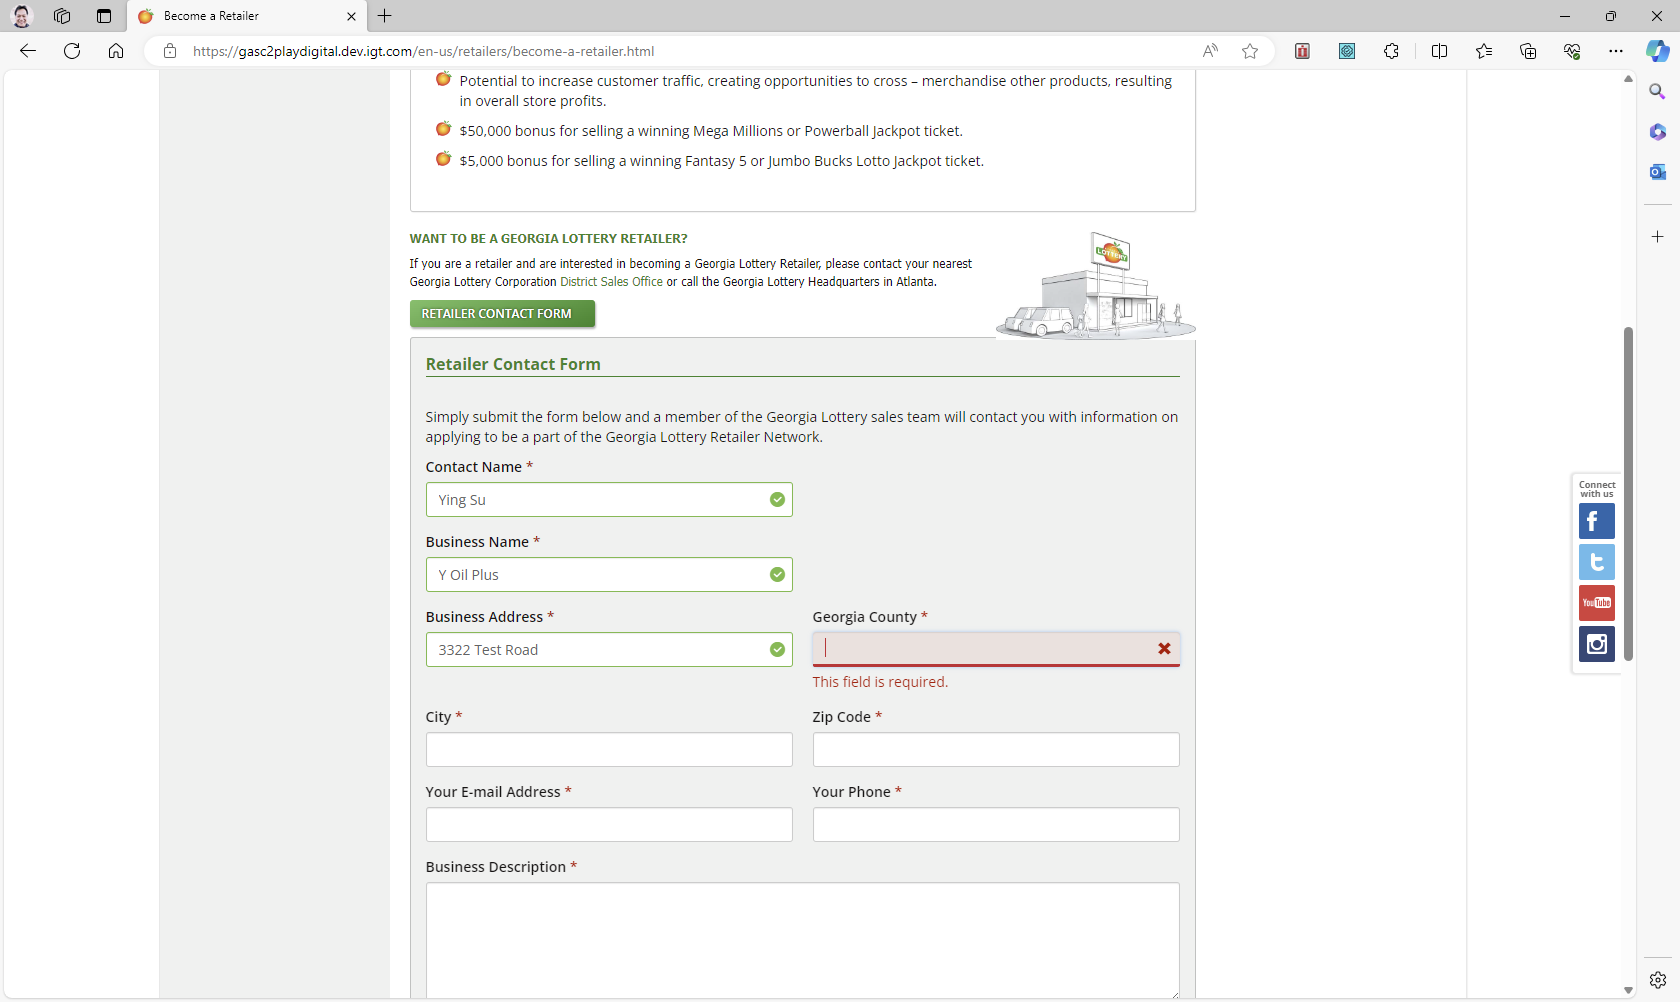 Become a Retailer
https://gasc2playdigital.dev.igt.com/en-us/retailers/become-a-retailer.html
Potential to increase customer traffic, creating opportunities to cross – merchandise other products, resulting
in overall store profits.
$50,000 bonus for selling a winning Mega Millions or Powerball Jackpot ticket.
$5,000 bonus for selling a winning Fantasy 5 or Jumbo Bucks Lotto Jackpot ticket.
WANT TO BE A GEORGIA LOTTERY RETAILER?
If you are a retailer and are interested in becoming a Georgia Lottery Retailer, please contact your nearest
Georgia Lottery Corporation District Sales Office or call the Georgia Lottery Headquarters in Atlanta.
LOTTERY
RETAILER CONTACT FORM
Retailer Contact Form
Simply submit the form below and a member of the Georgia Lottery sales team will contact you with information on
applying to be a part of the Georgia Lottery Retailer Network.
Contact Name *
Ying Su
Business Name *
Y Oil Plus
Business Address *
Georgia County *
3322 Test Road
This field is required.
City *
Zip Code *
Your E-mail Address *
Your Phone *
Business Description *
Connect
with us
YouTube